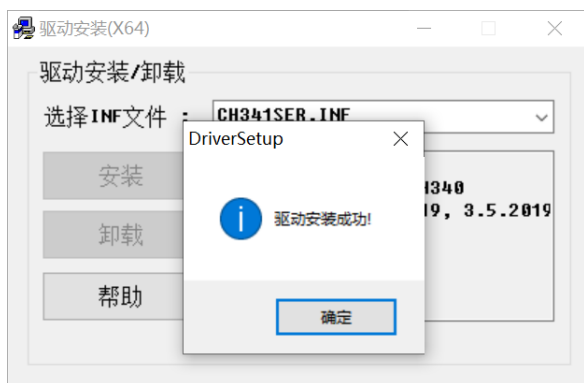 驱动安装(X64)
驱动安装/卸载
选择INF文件 :
CH341SER.INF
DriverSetup
安装
卸载
帮助
驱动安装成功!
确定
H340
19, 3.5.2019